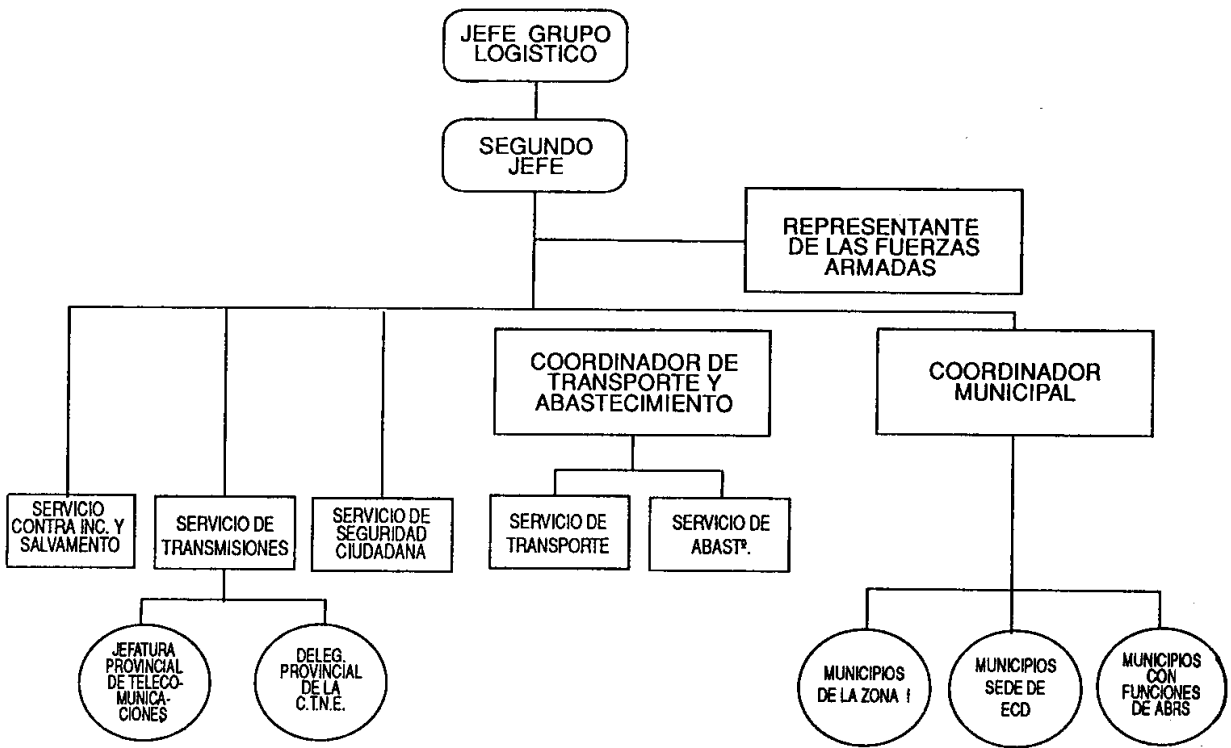 JEFE GRUPO
LOGISTICO
SEGUNDO
JEFE
REPRESENTANTE
DE LAS FUERZAS
ARMADAS
COORDINADOR DE
TRANSPORTE Y
ABASTECIMIENTO
COORDINADOR
MUNICIPAL
SERVICIO
CONTRA INC. Y
SALVAMENTO
SERVICIO DE
TRANSMISIONES
SERVICIO DE
SEGURIDAD
CIUDADANA
SERVICIO DE
TRANSPORTE
SERVICIO DE
ABASTº.
JEFATURA
PROVINCIAL
DE TELECO-
MUNICA-
CIONES
DELEG.
PROVINCIAL
DE LA
C.T.N.E.
MUNICIPIOS
DE LA ZONA I
MUNICIPIOS
SEDE DE
ECD
MUNICIPIOS
CON
FUNCIONES
DE ABRS